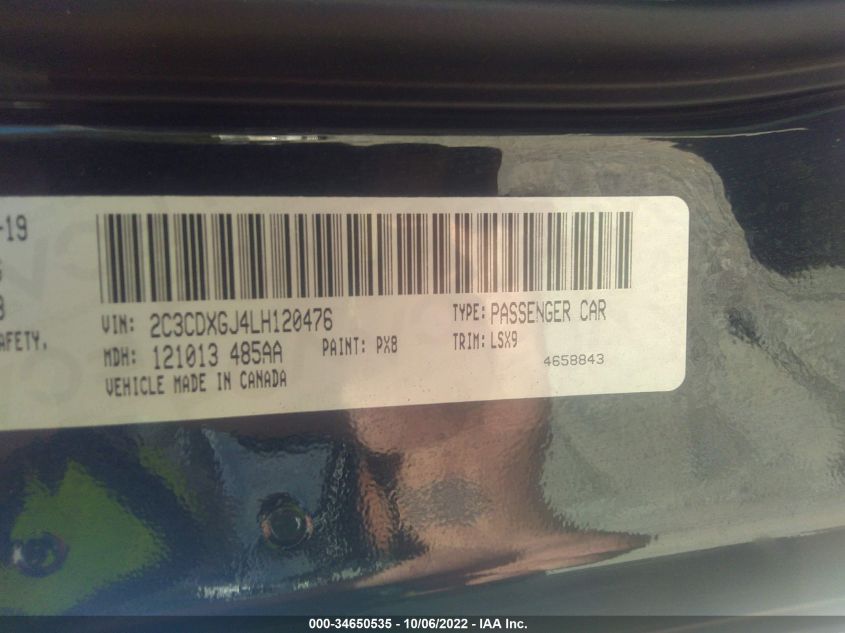 -19
VIN: 2C3CDXGJ4LH120476 TYPE: PASSENGER CAR
AFETY.
MDH: 121013 485AA PAINT: PX8 TRIM: LSX9
4658843
VEHICLE MADE IN CANADA
000-34650535 - 10/06/2022 - IAA Inc.